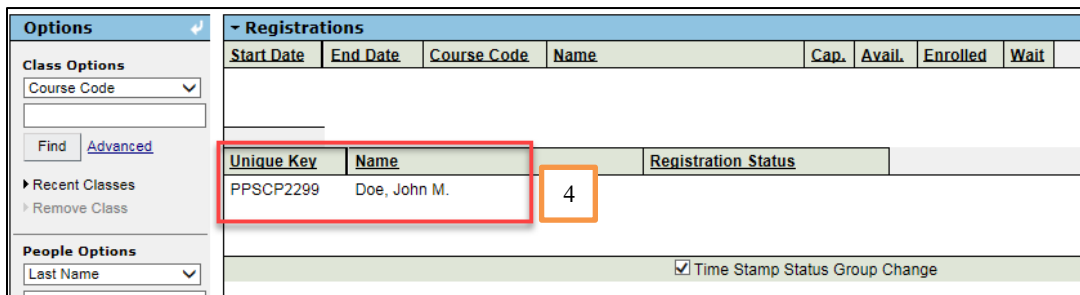 Options
Class Options
Course Code
Find Advanced
Recent Classes
Remove Class
People Options
Last Name
Registrations
Start Date End Date Course Code Name Cap. Avail. Enrolled Wait
Unique Key Name Registration Status
PPSCP2299 Doe, John M.
4
Time Stamp Status Group Change